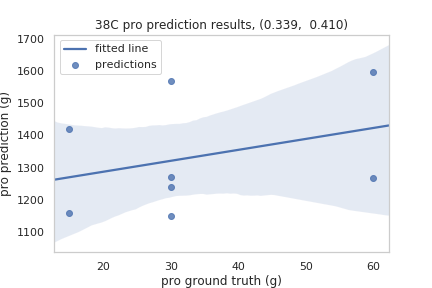 38C pro prediction results, (0.339,  0.410)
1700
fitted line
predictions
1600
1500
1400
1300
1200
1100
pro prediction (g)
20
30
40
50
60
pro ground truth (g)